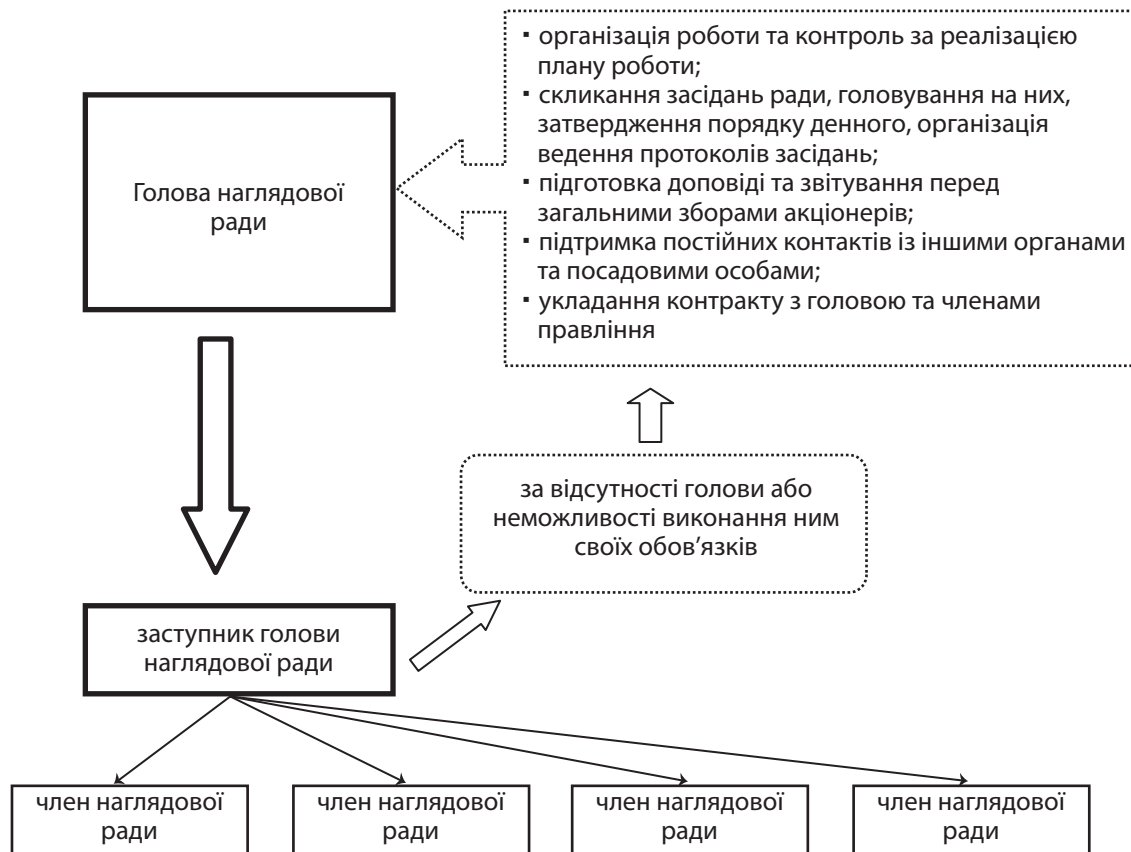 ▪ організація роботи та контроль за реалізацією
плану роботи;
▪ скликання засідань ради, головування на них,
затвердження порядку денного, організація
ведення протоколів засідань;
▪ підготовка доповіді та звітування перед
загальними зборами акціонерів;
▪ підтримка постійних контактів із іншими органами
та посадовими особами;
▪ укладання контракту з головою та членами
правління
Голова наглядової
ради
за відсутності голови або
неможливості виконання ним
своїх обов’язків
заступник голови
наглядової ради
член наглядової
ради
член наглядової
ради
член наглядової
ради
член наглядової
ради